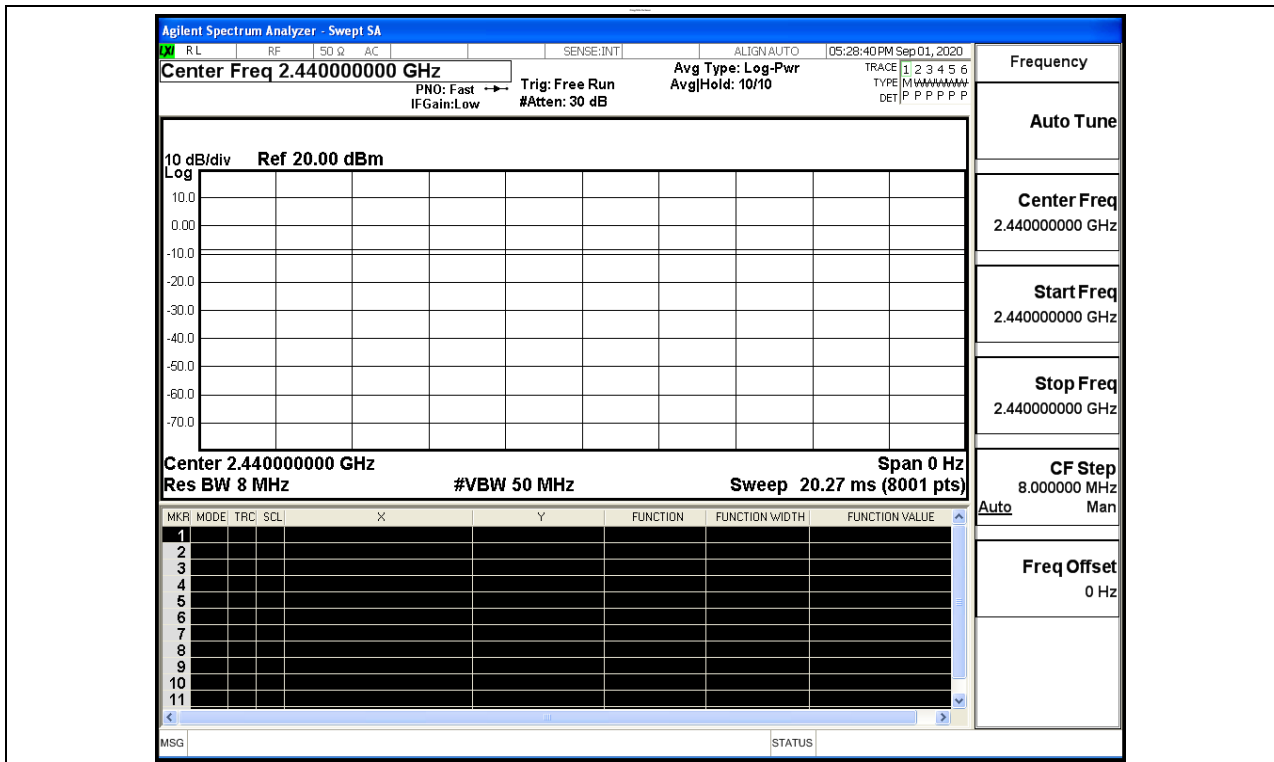 Agilent Spectrum Analyzer - Swept SA
LXI RL RF 50 Ω AC SENSE:INT ALIGN AUTO 05:28:40 PM Sep 01, 2020
Center Freq 2.440000000 GHz
PNO: Fast
IFGain:Low
Trig: Free Run
#Atten: 30 dB
Avg Type: Log-Pwr
Avg|Hold: 10/10
TRACE 1 2 3 4 5 6
TYPE M W W W W W
DET P P P P P P
10 dB/div Ref 20.00 dBm
Log
10.0
0.00
-10.0
-20.0
-30.0
-40.0
-50.0
-60.0
-70.0
Center 2.440000000 GHz Span 0 Hz
Res BW 8 MHz #VBW 50 MHz Sweep 20.27 ms (8001 pts)
MKR MODE TRC SCL X Y FUNCTION FUNCTION WIDTH FUNCTION VALUE
1
2
3
4
5
6
7
8
9
10
11
MSG STATUS
Frequency
Auto Tune
Center Freq
2.440000000 GHz
Start Freq
2.440000000 GHz
Stop Freq
2.440000000 GHz
CF Step
8.000000 MHz
Auto Man
Freq Offset
0 Hz